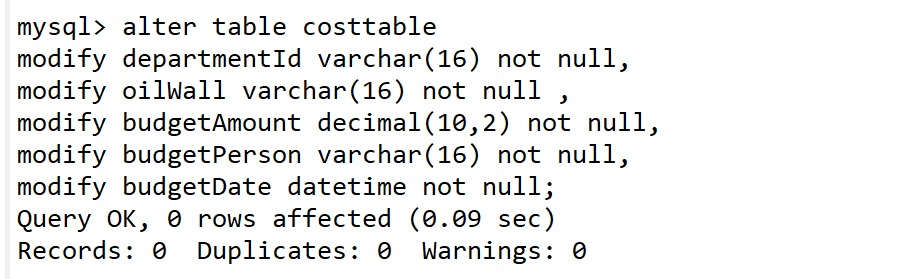 mysql> alter table costtable
modify departmentId varchar(16) not null,
modify oilWall varchar(16) not null ,
modify budgetAmount decimal(10,2) not null,
modify budgetPerson varchar(16) not null,
modify budgetDate datetime not null;
Query OK, 0 rows affected (0.09 sec)
Records: 0  Duplicates: 0  Warnings: 0